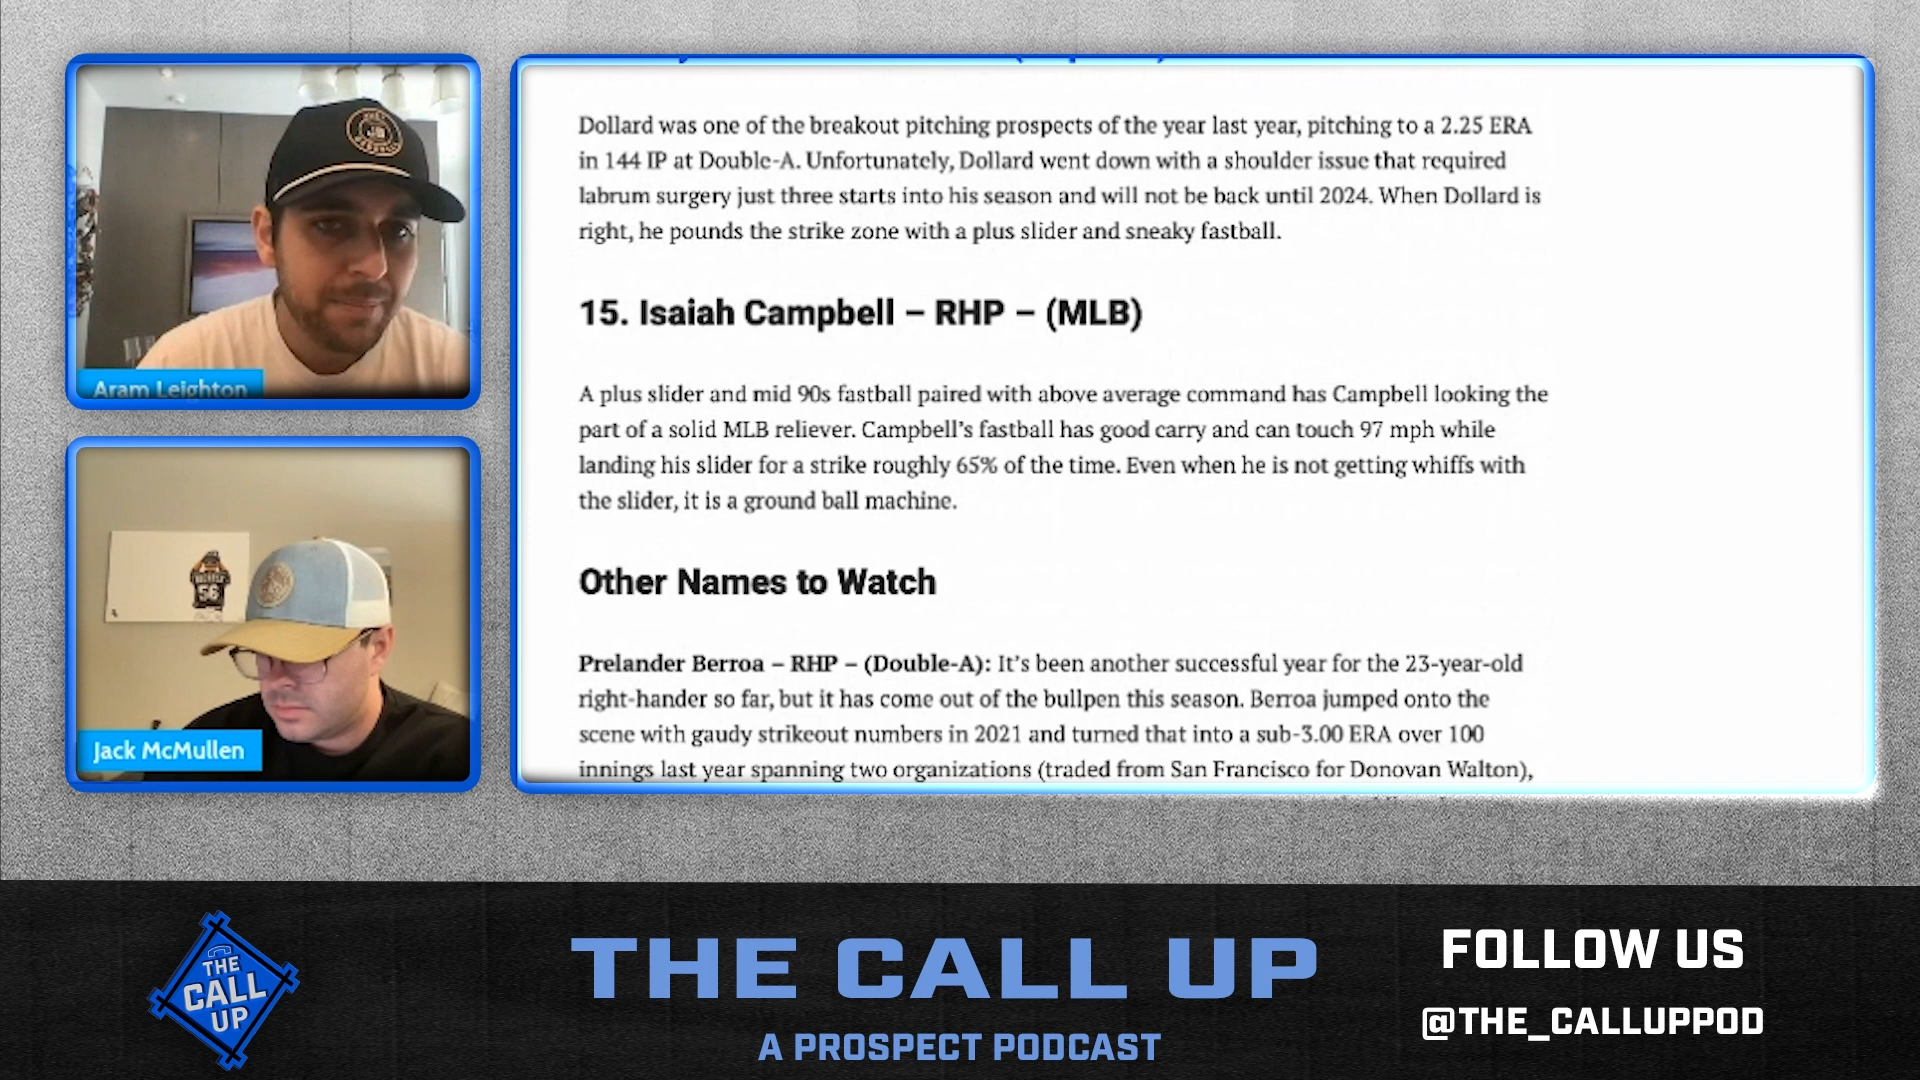 Aram Leighton
Jack McMullen
56
Dollard was one of the breakout pitching prospects of the year last year, pitching to a 2.25 ERA
in 144 IP at Double-A. Unfortunately, Dollard went down with a shoulder issue that required
labrum surgery just three starts into his season and will not be back until 2024. When Dollard is
right, he pounds the strike zone with a plus slider and sneaky fastball.
15. Isaiah Campbell – RHP – (MLB)
A plus slider and mid 90s fastball paired with above average command has Campbell looking the
part of a solid MLB reliever. Campbell’s fastball has good carry and can touch 97 mph while
landing his slider for a strike roughly 65% of the time. Even when he is not getting whiffs with
the slider, it is a ground ball machine.
Other Names to Watch
Prelander Berroa – RHP – (Double-A): It’s been another successful year for the 23-year-old
right-hander so far, but it has come out of the bullpen this season. Berroa jumped onto the
scene with gaudy strikeout numbers in 2021 and turned that into a sub-3.00 ERA over 100
innings last year spanning two organizations (traded from San Francisco for Donovan Walton),
THE
CALL
UP
THE CALL UP
A PROSPECT PODCAST
FOLLOW US
@THE_CALLUPPOD